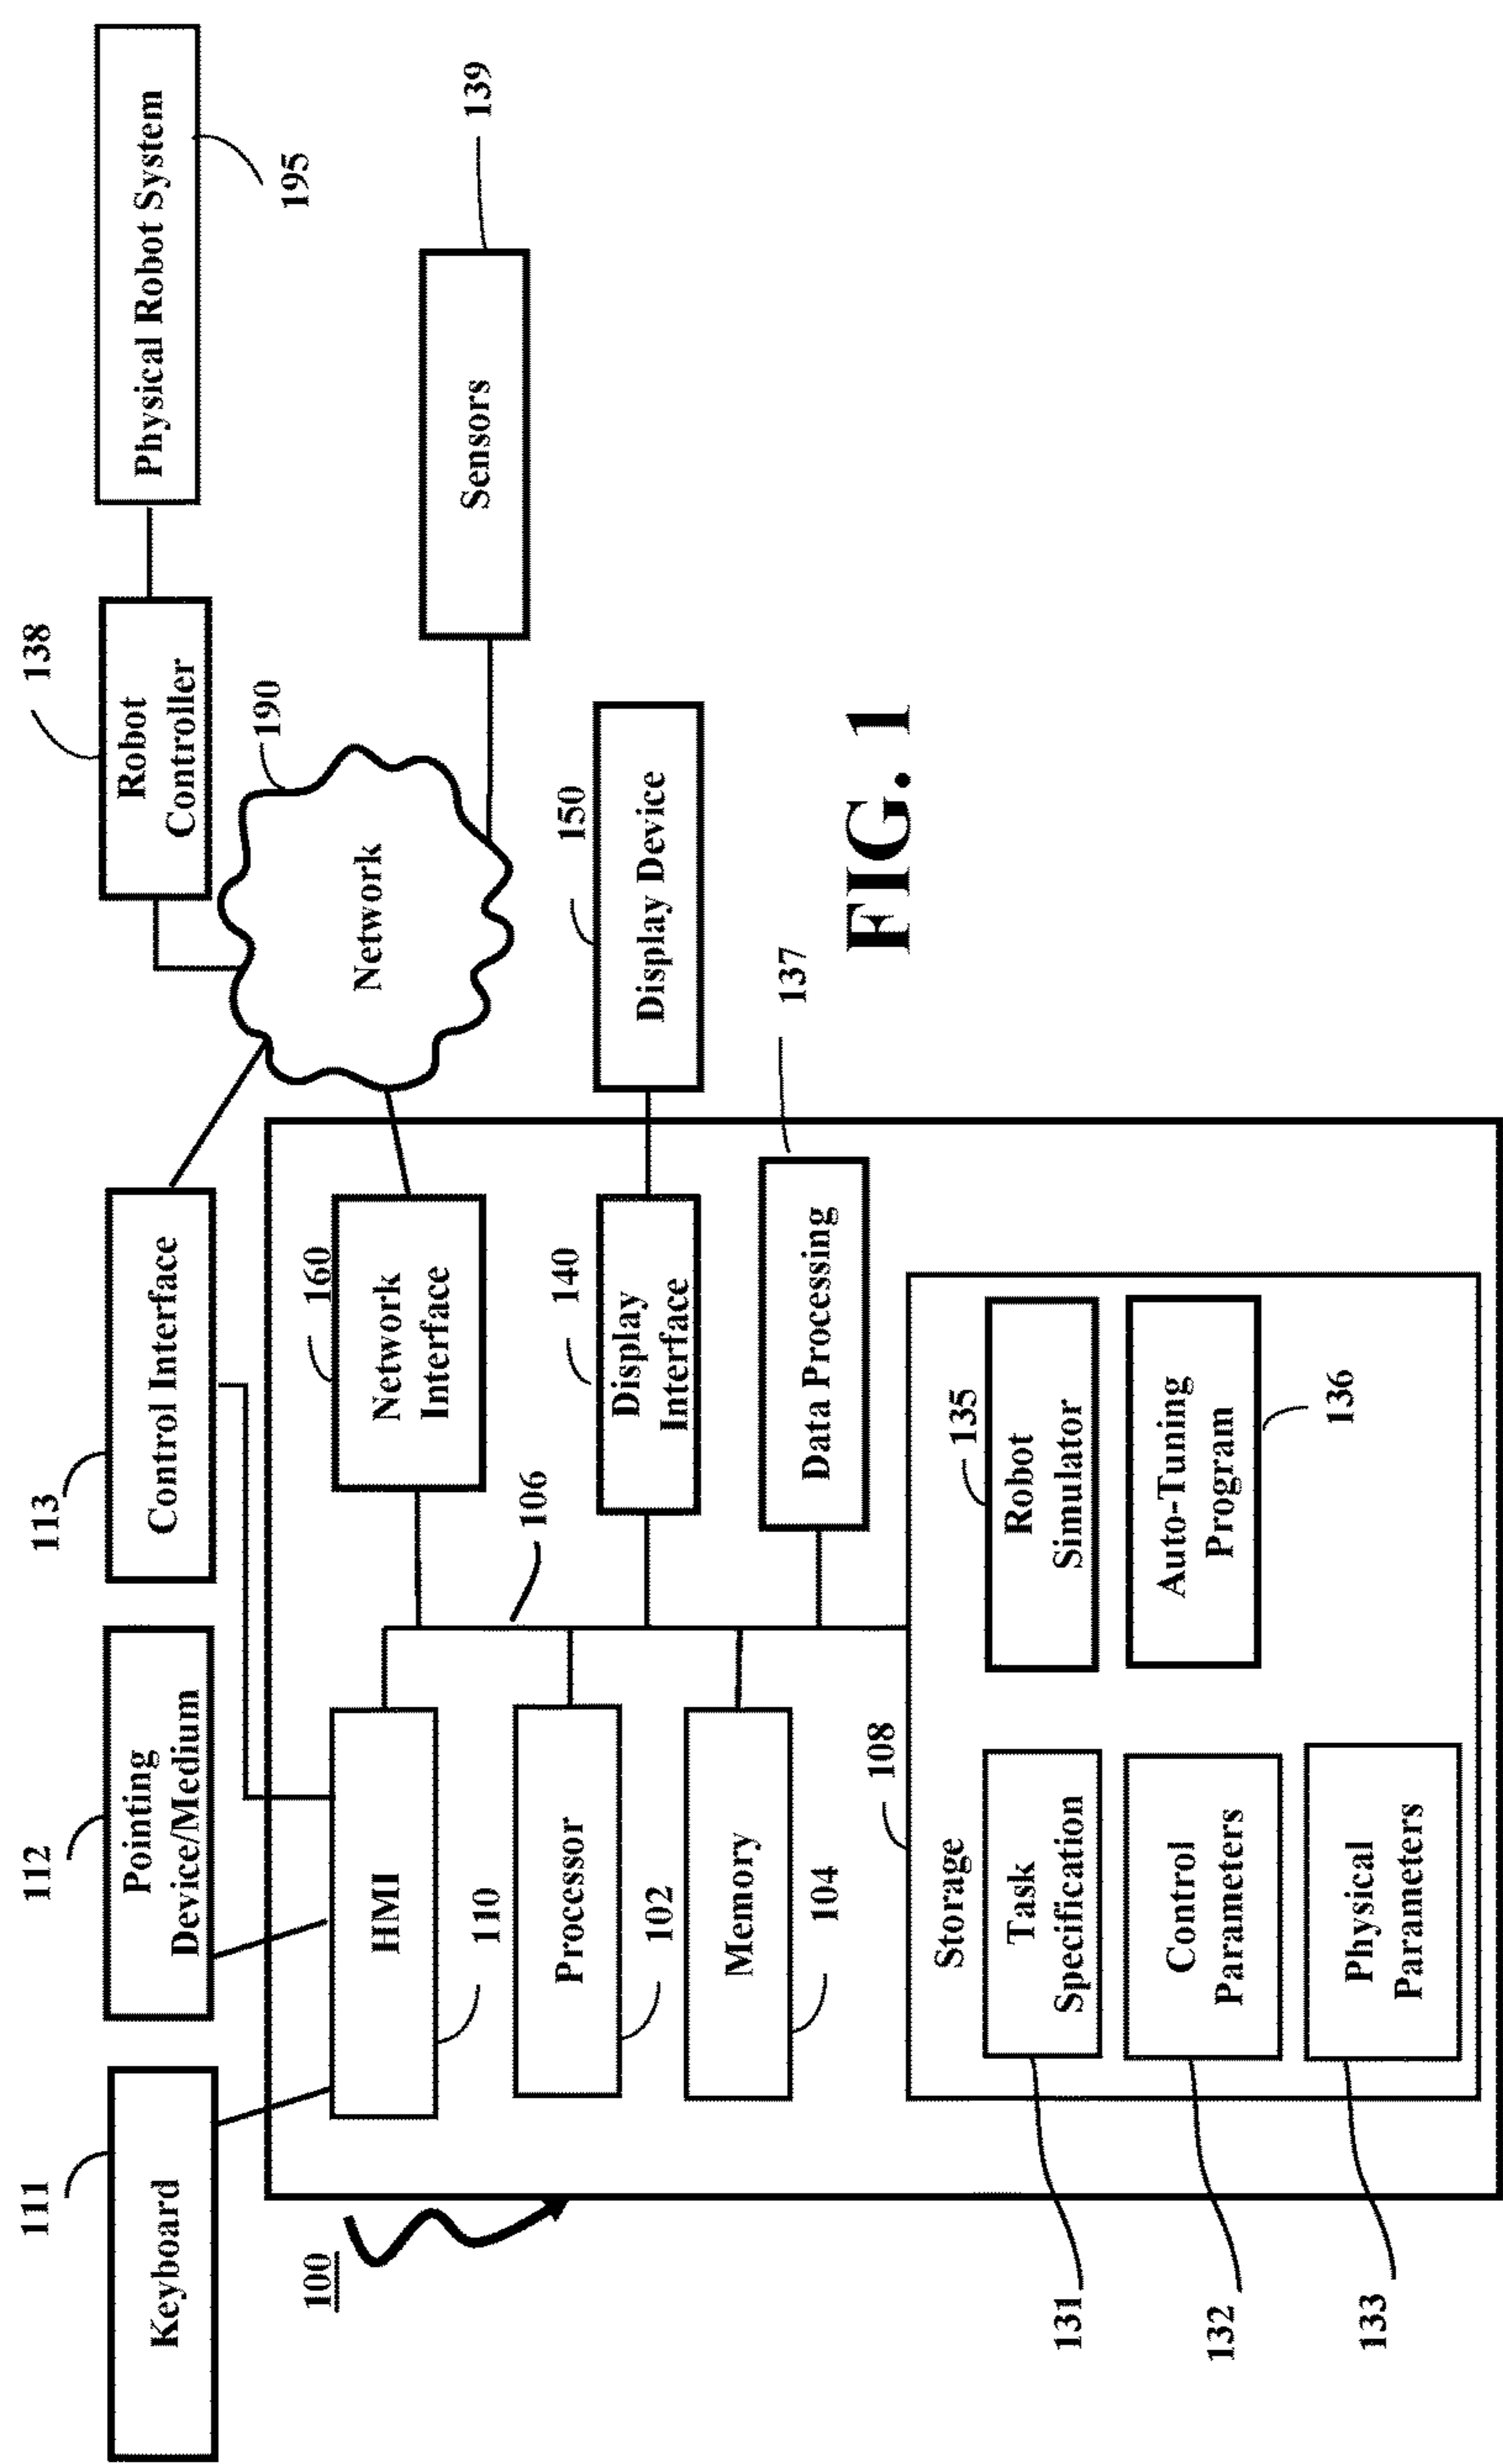 111
Keyboard
112
Pointing
Device/Medium
113
Control Interface
138
Robot
Controller
Physical Robot System
195
190
Network
139
Sensors
100
HMI
110
160
Network
Interface
106
Processor
102
140
Display
Interface
150
Display Device
Memory
104
Data Processing
137
108
Storage
Task
Specification
131
Control
Parameters
132
Physical
Parameters
133
135
Robot
Simulator
Auto-Tuning
Program
136
FIG. 1